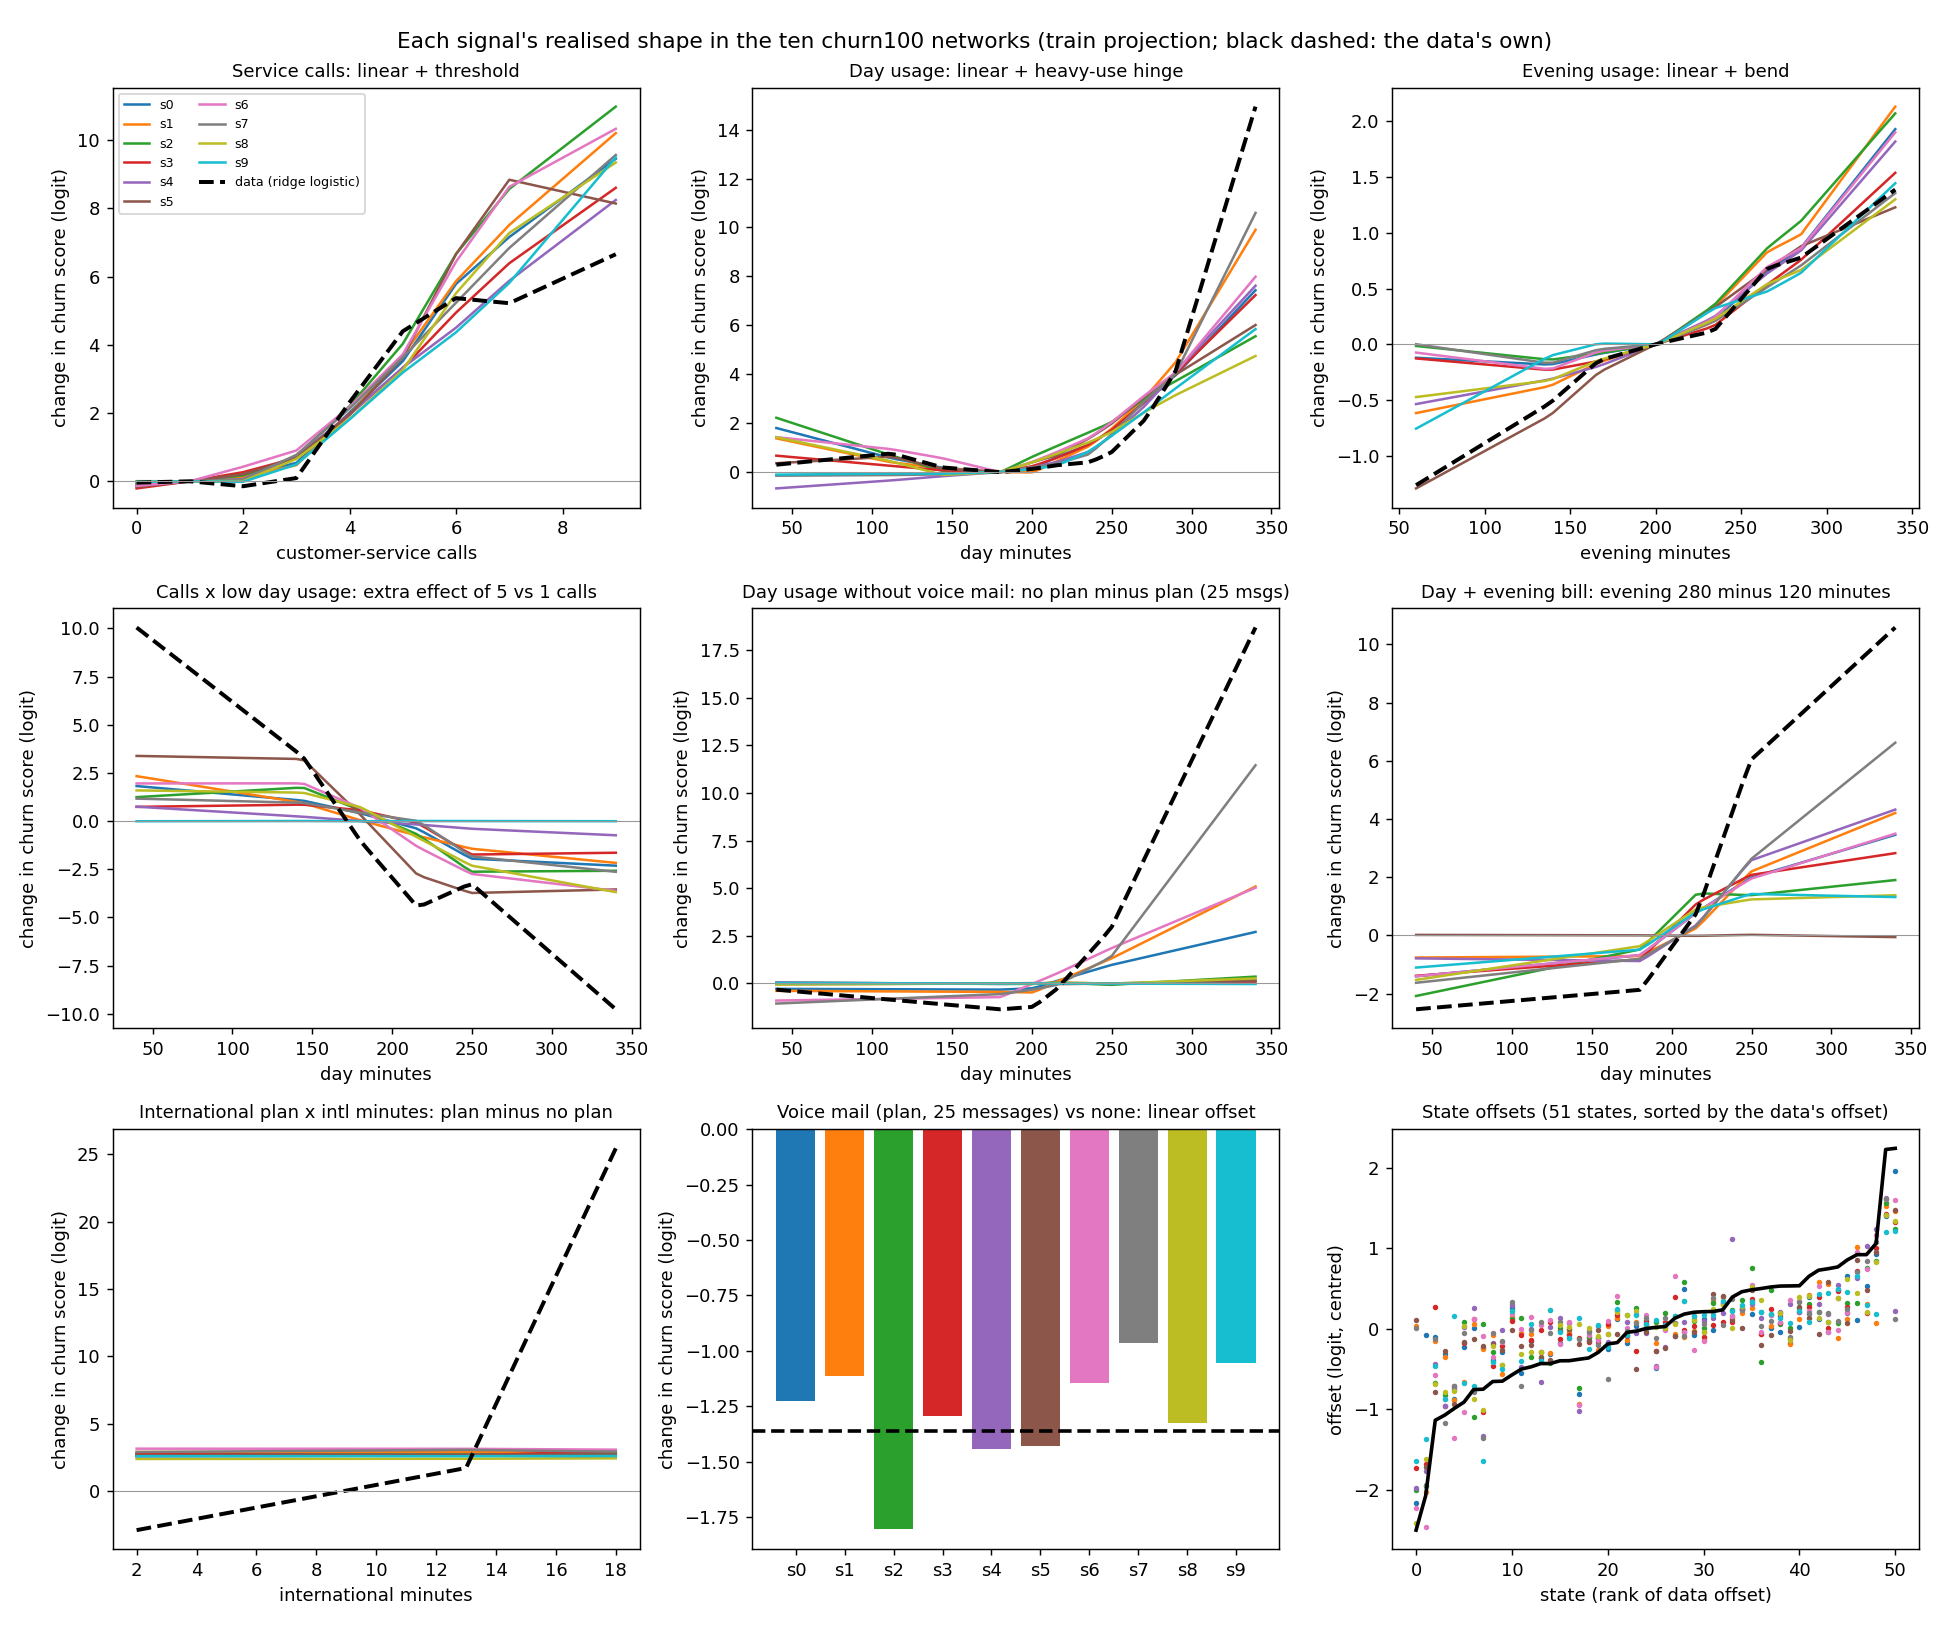 Each signal's realised shape in the ten churn100 networks (train projection; black dashed: the data's own)
Service calls: linear + threshold
change in churn score (logit)
10
8
6
4
2
0
s0
s1
s2
s3
s4
s5
s6
s7
s8
s9
data (ridge logistic)
0 2 4 6 8
customer-service calls
Day usage: linear + heavy-use hinge
change in churn score (logit)
14
12
10
8
6
4
2
0
50 100 150 200 250 300 350
day minutes
Evening usage: linear + bend
change in churn score (logit)
2.0
1.5
1.0
0.5
0.0
−0.5
−1.0
50 100 150 200 250 300 350
evening minutes
Calls x low day usage: extra effect of 5 vs 1 calls
change in churn score (logit)
10.0
7.5
5.0
2.5
0.0
−2.5
−5.0
−7.5
−10.0
50 100 150 200 250 300 350
day minutes
Day usage without voice mail: no plan minus plan (25 msgs)
change in churn score (logit)
17.5
15.0
12.5
10.0
7.5
5.0
2.5
0.0
50 100 150 200 250 300 350
day minutes
Day + evening bill: evening 280 minus 120 minutes
change in churn score (logit)
10
8
6
4
2
0
−2
50 100 150 200 250 300 350
day minutes
International plan x intl minutes: plan minus no plan
change in churn score (logit)
25
20
15
10
5
0
2 4 6 8 10 12 14 16 18
international minutes
Voice mail (plan, 25 messages) vs none: linear offset
change in churn score (logit)
0.00
−0.25
−0.50
−0.75
−1.00
−1.25
−1.50
−1.75
s0 s1 s2 s3 s4 s5 s6 s7 s8 s9
State offsets (51 states, sorted by the data's offset)
offset (logit, centred)
2
1
0
−1
−2
0 10 20 30 40 50
state (rank of data offset)